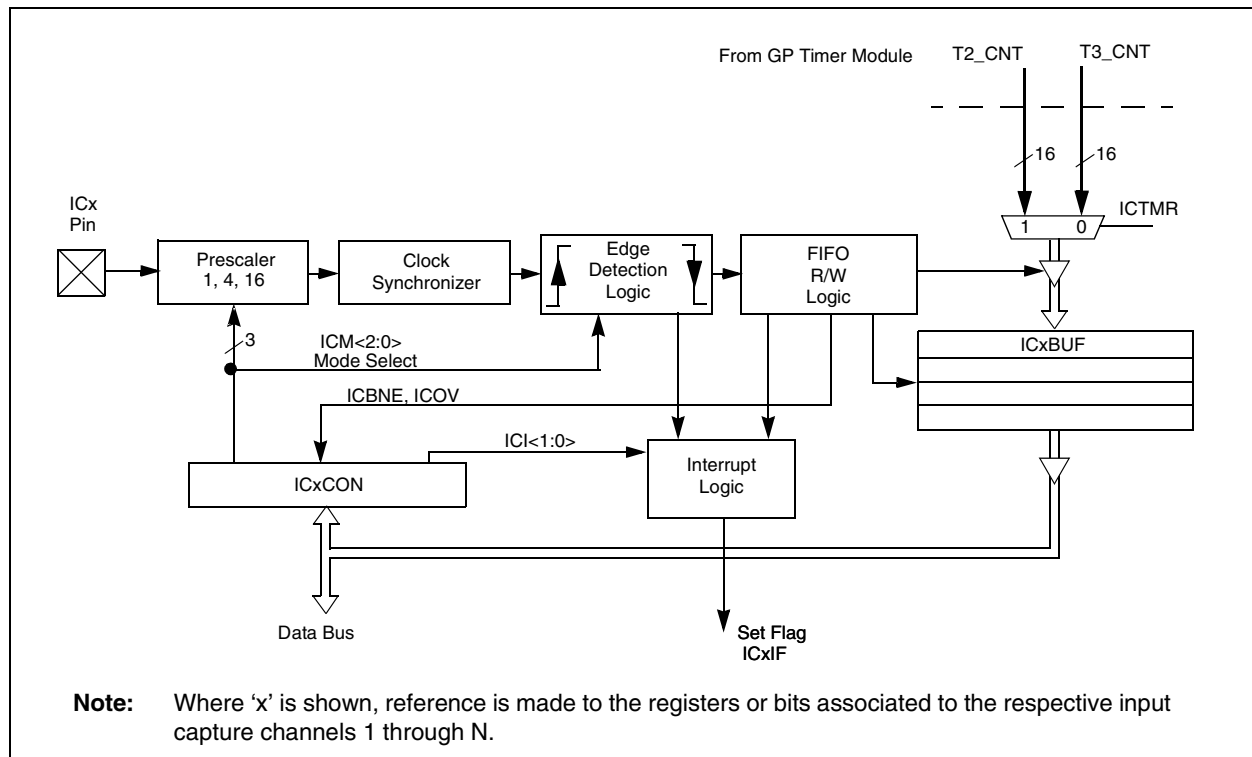 From GP Timer Module
T2_CNT
T3_CNT
16
16
ICx
Pin
1
0
ICTMR
Prescaler
1, 4, 16
Clock
Synchronizer
Edge
Detection
Logic
FIFO
R/W
Logic
3
ICM<2:0>
Mode Select
ICxBUF
ICBNE, ICOV
ICI<1:0>
ICxCON
Interrupt
Logic
Data Bus
Set Flag
ICxIF
Note: Where ‘x’ is shown, reference is made to the registers or bits associated to the respective input
capture channels 1 through N.